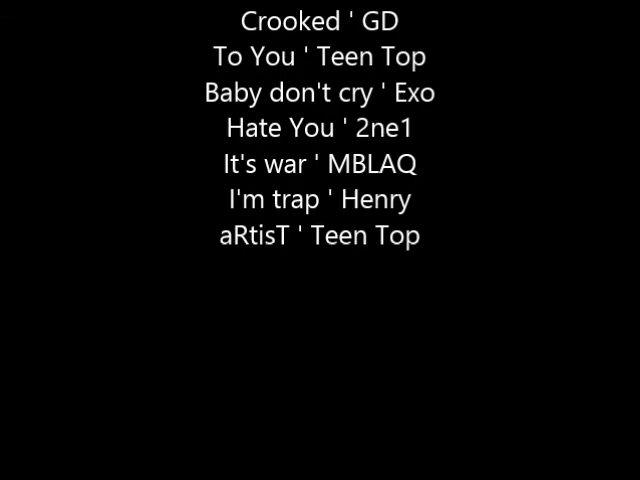 Crooked ' GD
To You ' Teen Top
Baby don't cry ' Exo
Hate You ' 2ne1
It's war ' MBLAQ
I'm trap ' Henry
aRtisT ' Teen Top